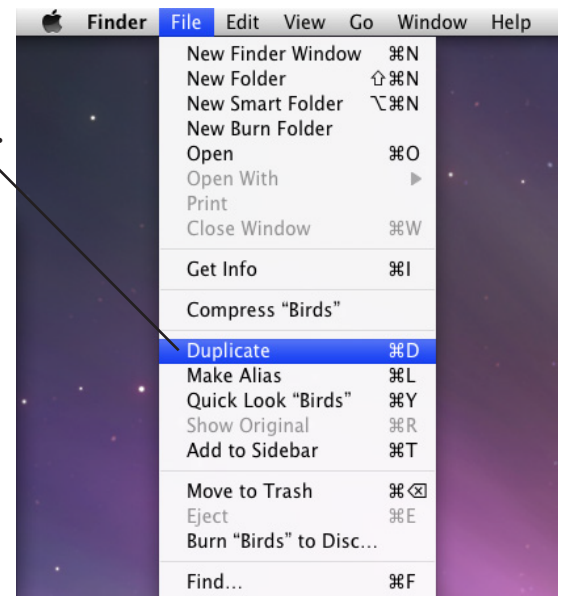 Finder File Edit View Go Window Help
New Finder Window ⌘N
New Folder ⇧⌘N
New Smart Folder ⌥⌘N
New Burn Folder
Open ⌘O
Open With ▶
Print
Close Window ⌘W
Get Info ⌘I
Compress “Birds”
Duplicate ⌘D
Make Alias ⌘L
Quick Look “Birds” ⌘Y
Show Original ⌘R
Add to Sidebar ⌘T
Move to Trash ⌘⌫
Eject ⌘E
Burn “Birds” to Disc…
Find… ⌘F